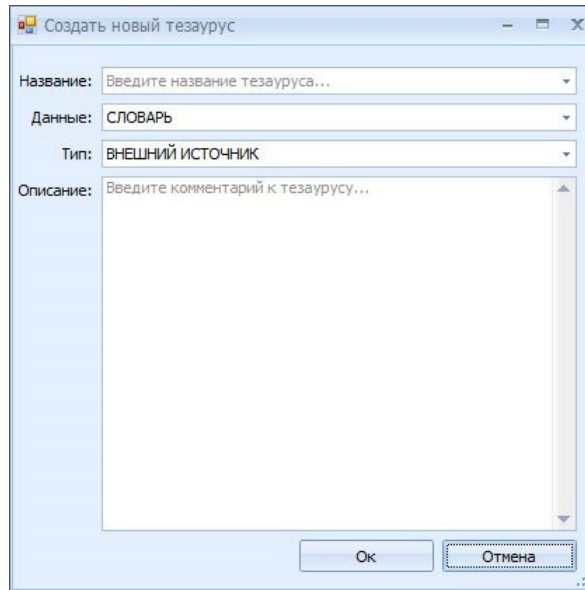 Создать новый тезаурус
Название: Введите название тезауруса...
Данные: СЛОВАРЬ
Тип: ВНЕШНИЙ ИСТОЧНИК
Описание: Введите комментарий к тезаурусу...
Ок Отмена